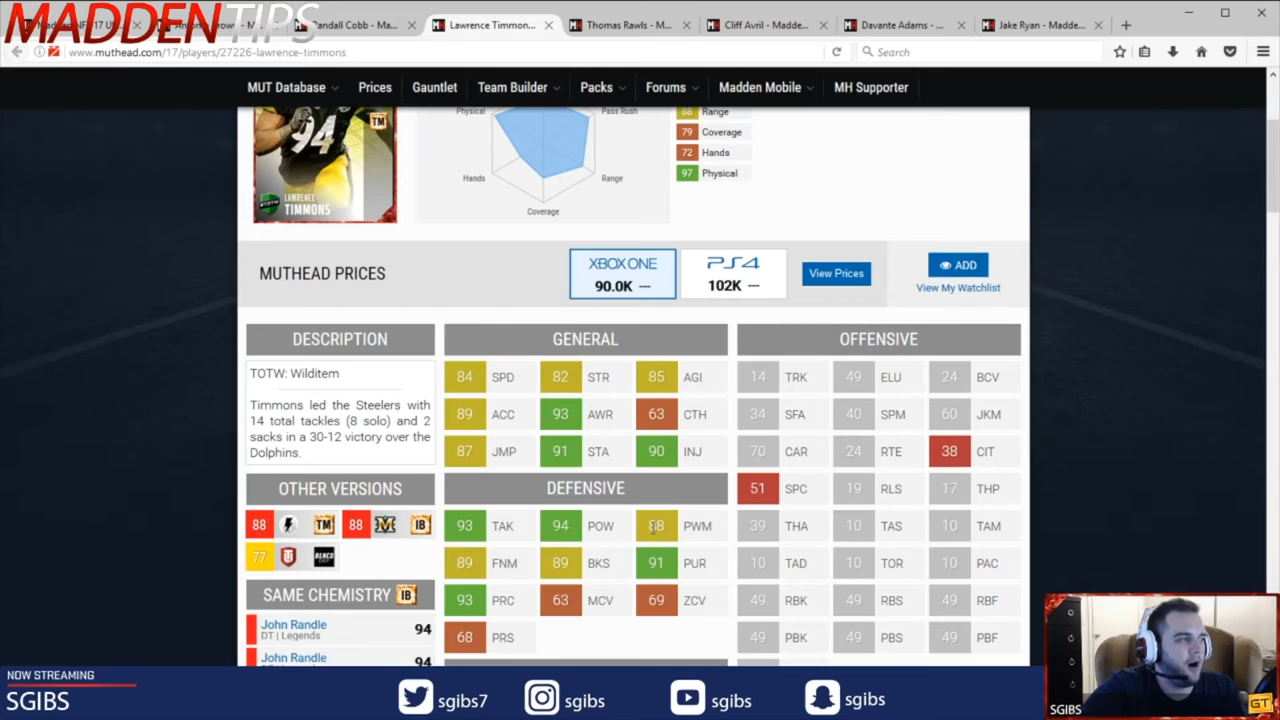 MADDEN TIPS
Randall Cobb - Ma...
Lawrence Timmons...
Thomas Rawls - M...
Cliff Avril - Madde...
Davante Adams - ...
Jake Ryan - Madde...
www.muthead.com/17/players/27226-lawrence-timmons
Search
MUT Database
Prices
Gauntlet
Team Builder
Packs
Forums
Madden Mobile
MH Supporter
94
TM
TOTW
LAWRENCE
TIMMONS
Physical
Pass Rush
Hands
Range
Coverage
Range
79 Coverage
72 Hands
97 Physical
MUTHEAD PRICES
XBOX ONE
90.0K ---
PS4
102K ---
View Prices
ADD
View My Watchlist
DESCRIPTION
TOTW: Wilditem
Timmons led the Steelers with
14 total tackles (8 solo) and 2
sacks in a 30-12 victory over the
Dolphins.
OTHER VERSIONS
88 TM 88 IB
77
SAME CHEMISTRY IB
John Randle
DT | Legends
94
John Randle
94
GENERAL
84 SPD 82 STR 85 AGI
89 ACC 93 AWR 63 CTH
87 JMP 91 STA 90 INJ
DEFENSIVE
93 TAK 94 POW PWM
89 FNM 89 BKS 91 PUR
93 PRC 63 MCV 69 ZCV
68 PRS
OFFENSIVE
14 TRK 49 ELU 24 BCV
34 SFA 40 SPM 60 JKM
70 CAR 24 RTE 38 CIT
51 SPC 19 RLS 17 THP
39 THA 10 TAS 10 TAM
10 TAD 10 TOR 10 PAC
49 RBK 49 RBS 49 RBF
49 PBK 49 PBS 49 PBF
SGIBS
GT
NOW STREAMING
SGIBS
sgibs7
sgibs
sgibs
sgibs